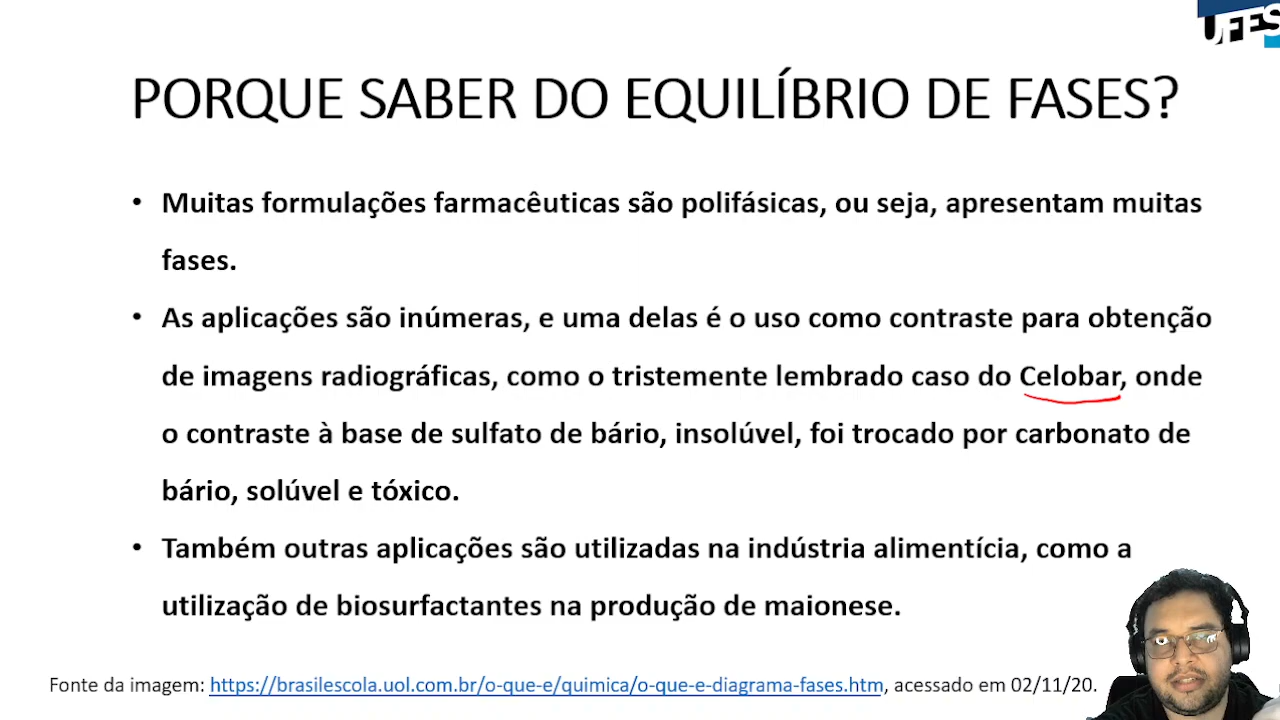 UFES
PORQUE SABER DO EQUILÍBRIO DE FASES?
• Muitas formulações farmacêuticas são polifásicas, ou seja, apresentam muitas
fases.
• As aplicações são inúmeras, e uma delas é o uso como contraste para obtenção
de imagens radiográficas, como o tristemente lembrado caso do Celobar, onde
o contraste à base de sulfato de bário, insolúvel, foi trocado por carbonato de
bário, solúvel e tóxico.
• Também outras aplicações são utilizadas na indústria alimentícia, como a
utilização de biosurfactantes na produção de maionese.
Fonte da imagem: https://brasilescola.uol.com.br/o-que-e/quimica/o-que-e-diagrama-fases.htm, acessado em 02/11/20.